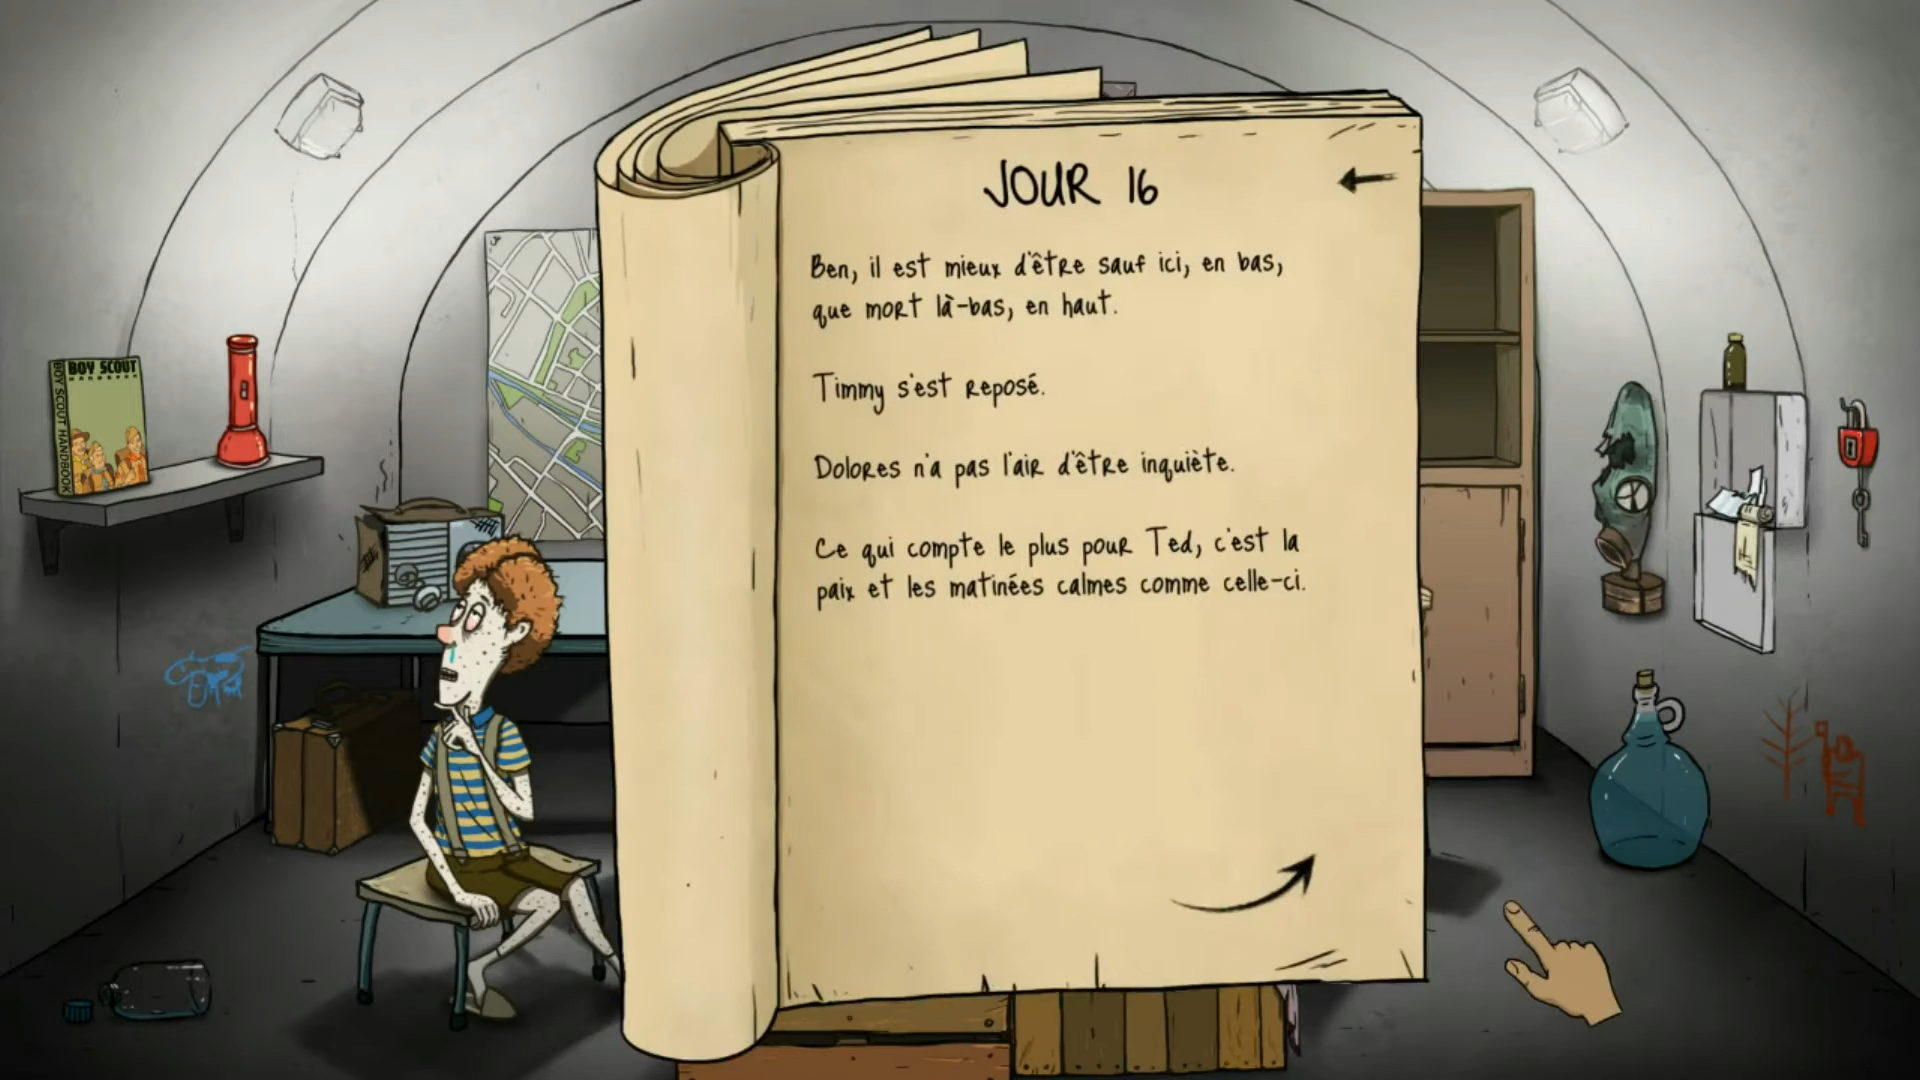 JOUR 16
Ben, il est mieux d'être sauf ici, en bas,
que mort là-bas, en haut.
Timmy s'est reposé.
Dolores n'a pas l'air d'être inquiète.
Ce qui compte le plus pour Ted, c'est la
paix et les matinées calmes comme celle-ci.
BOY SCOUT
HANDBOOK
BOY SCOUT HANDBOOK